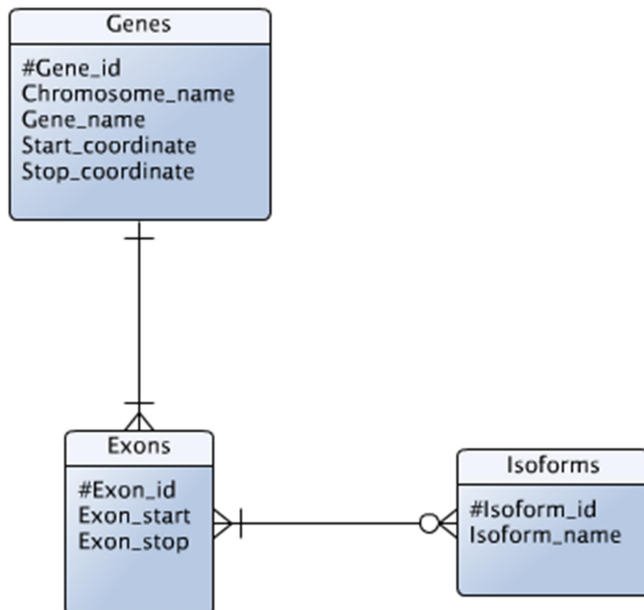 Genes
#Gene_id
Chromosome_name
Gene_name
Start_coordinate
Stop_coordinate
Exons
#Exon_id
Exon_start
Exon_stop
Isoforms
#Isoform_id
Isoform_name